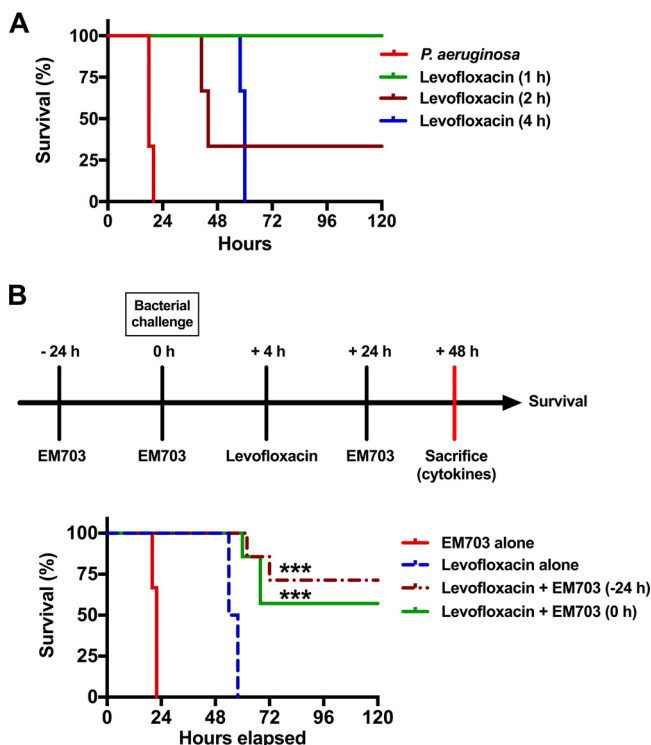 A
Survival (%)
100
75
50
25
0
0 24 48 72 96 120
Hours
P. aeruginosa
Levofloxacin (1 h)
Levofloxacin (2 h)
Levofloxacin (4 h)
B
Bacterial
challenge
- 24 h 0 h + 4 h + 24 h + 48 h
Survival
EM703 EM703 Levofloxacin EM703 Sacrifice
(cytokines)
Survival (%)
100
75
50
25
0
0 24 48 72 96 120
Hours elapsed
***
***
EM703 alone
Levofloxacin alone
Levofloxacin + EM703 (-24 h)
Levofloxacin + EM703 (0 h)